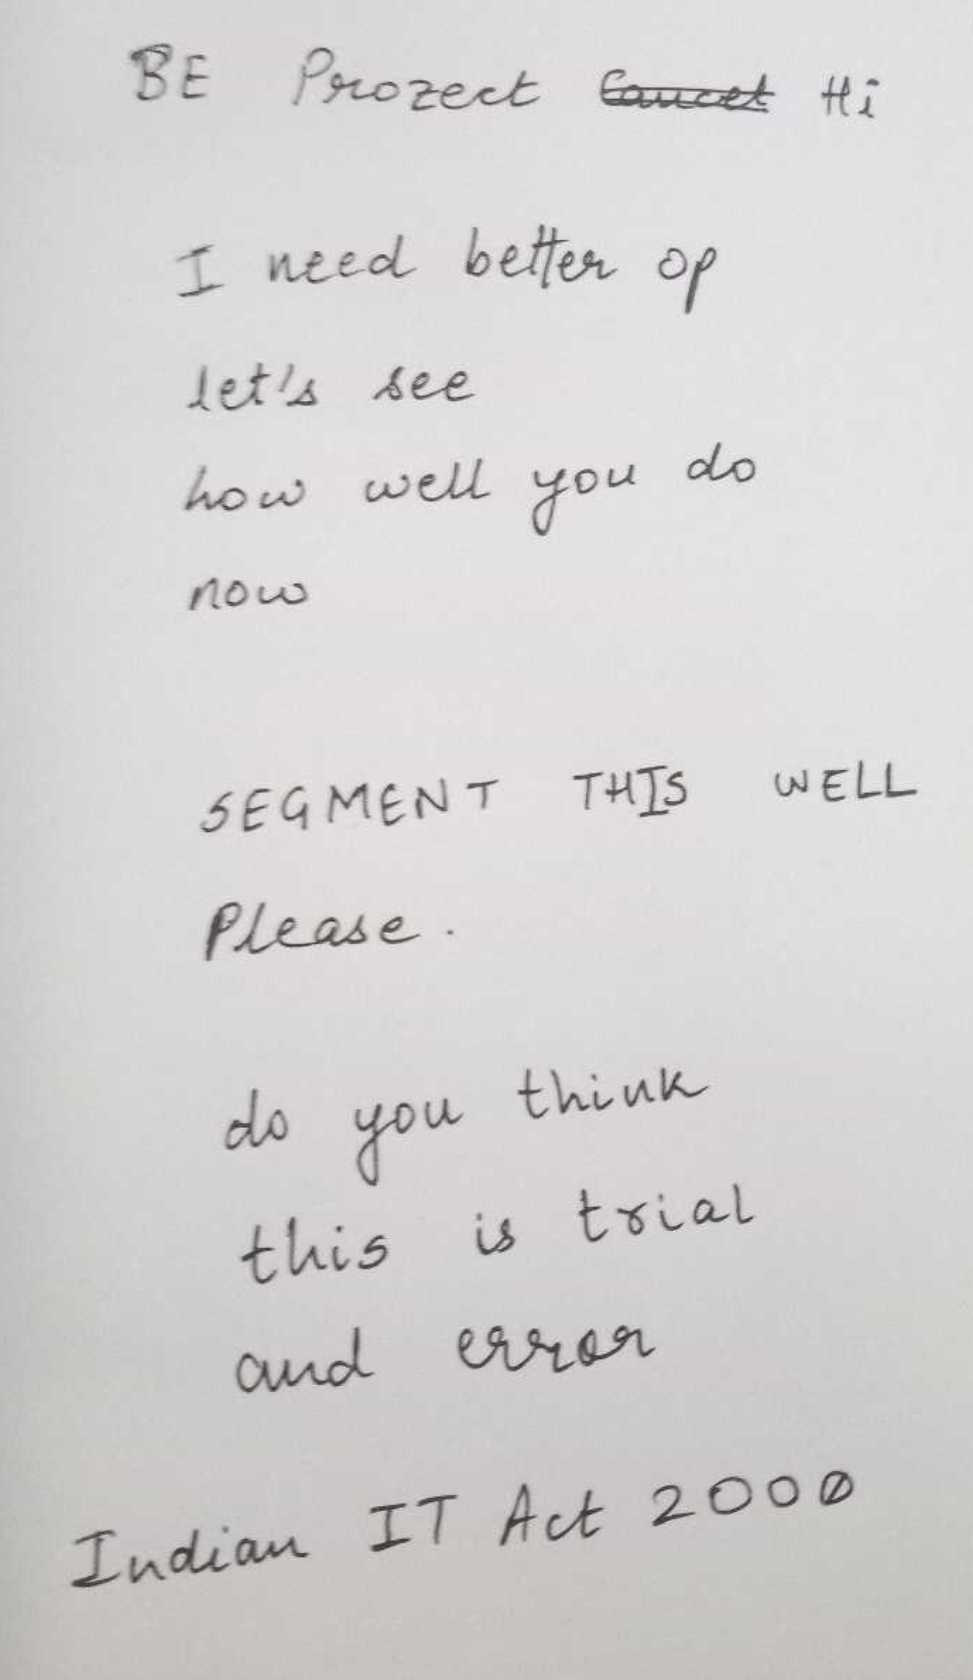 BE Prozect Hi
I need better op
let's see
how well you do
now
SEGMENT THIS WELL
Please.
do you think
this is trial
and error
Indian IT Act 2000